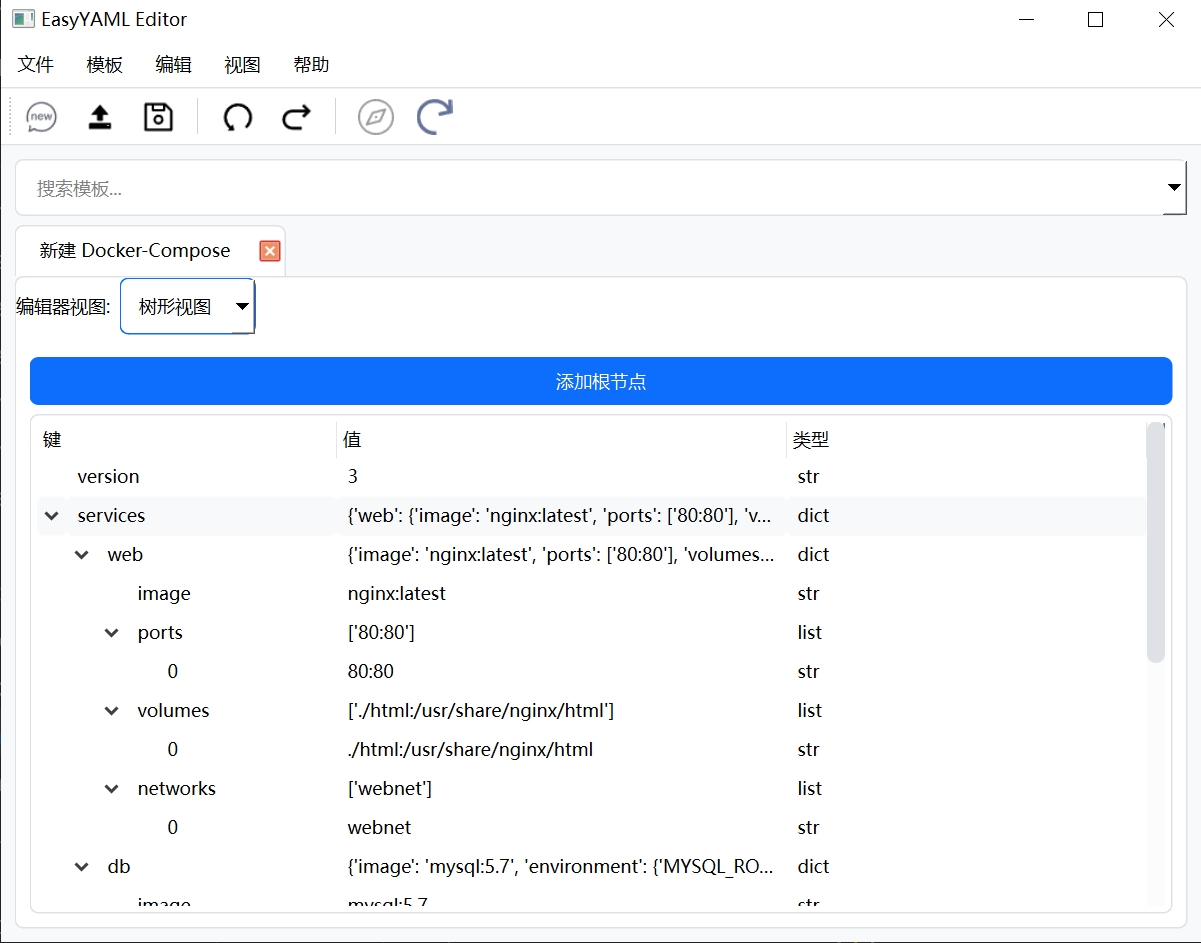 EasyYAML Editor
文件 模板 编辑 视图 帮助
new
搜索模板...
新建 Docker-Compose
编辑器视图: 树形视图
添加根节点
键 值 类型
version 3 str
services {'web': {'image': 'nginx:latest', 'ports': ['80:80'], 'v... dict
web {'image': 'nginx:latest', 'ports': ['80:80'], 'volumes... dict
image nginx:latest str
ports ['80:80'] list
0 80:80 str
volumes ['./html:/usr/share/nginx/html'] list
0 ./html:/usr/share/nginx/html str
networks ['webnet'] list
0 webnet str
db {'image': 'mysql:5.7', 'environment': {'MYSQL_RO... dict
image mysql:5.7 str